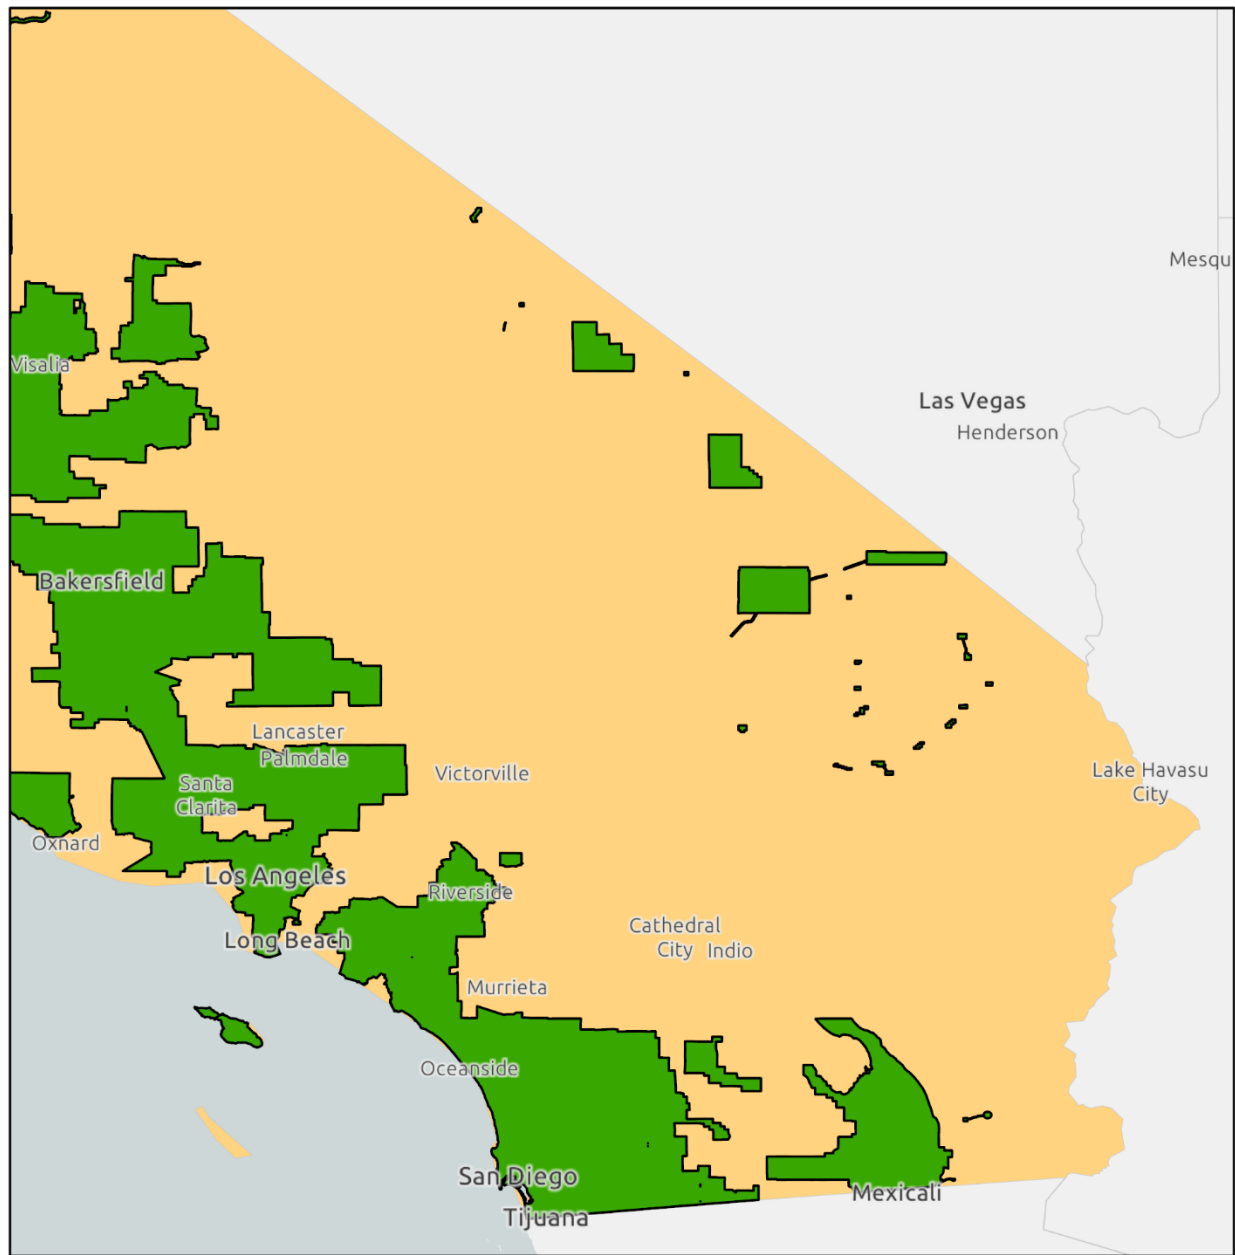 Mesqu
Visalia
Las Vegas
Henderson
Bakersfield
Lancaster
Palmdale
Victorville
Santa
Clarita
Lake Havasu
City
Oxnard
Los Angeles
Riverside
Cathedral
City
Indio
Long Beach
Murrieta
Oceanside
San Diego
Mexicali
Tijuana